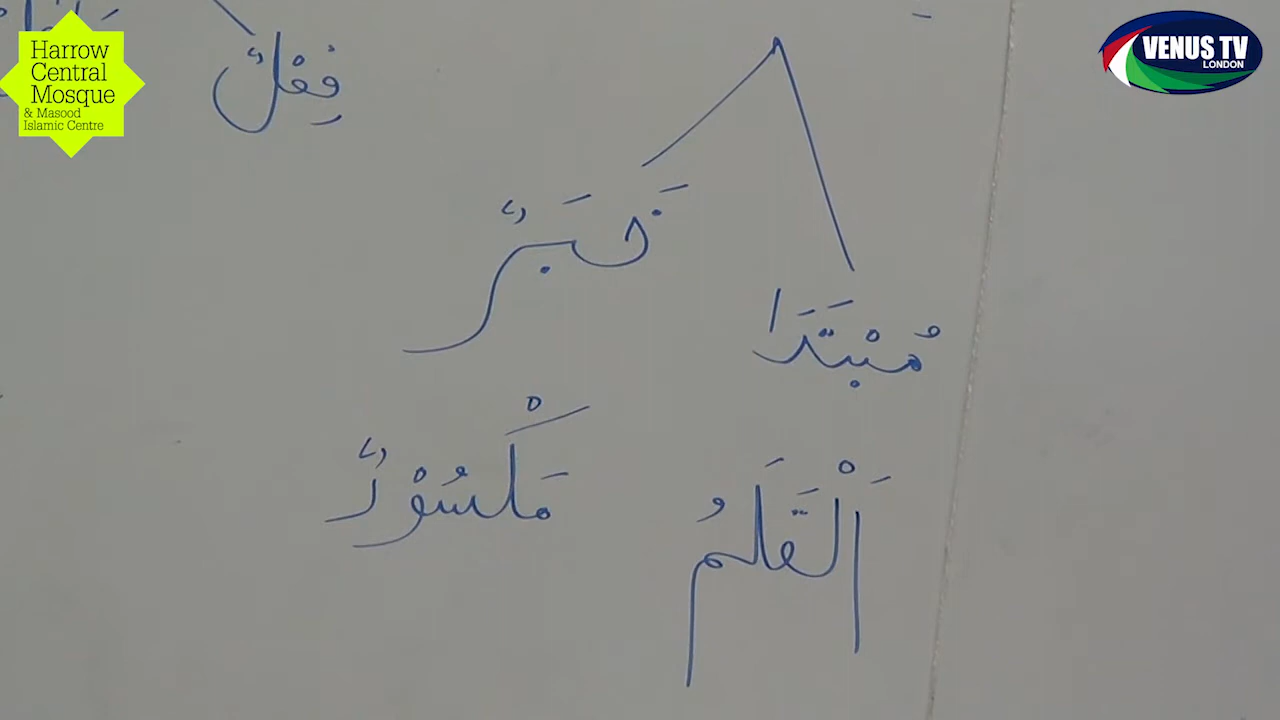 Harrow
Central
Mosque
& Masood
Islamic Centre
VENUS TV
LONDON
فِعْلٌ
خَبَرٌ
مُبْتَدَا
مَكْسُوْرٌ
اَلْقَلَمُ